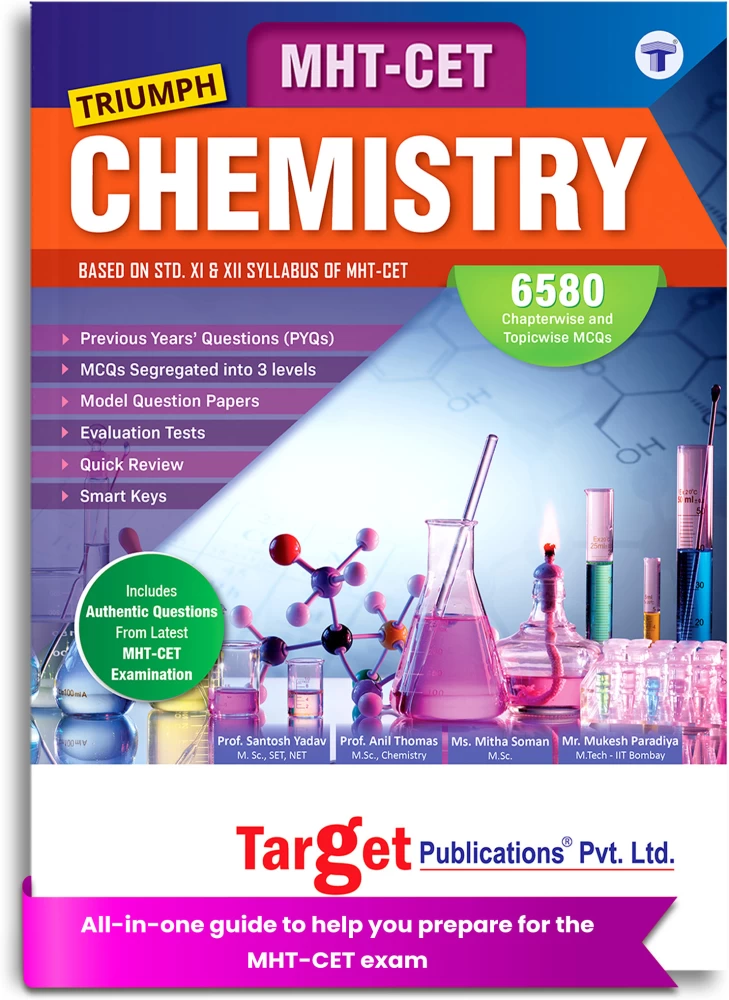 MHT-CET
TRIUMPH
CHEMISTRY
BASED ON STD. XI & XII SYLLABUS OF MHT-CET
6580
Chapterwise and
Topicwise MCQs
Previous Years' Questions (PYQs)
MCQs Segregated into 3 levels
Model Question Papers
Evaluation Tests
Quick Review
Smart Keys
OH
OH
Includes
Authentic Questions
From Latest
MHT-CET
Examination
Prof. Santosh Yadav
M. Sc., SET, NET
Prof. Anil Thomas
M.Sc., Chemistry
Ms. Mitha Soman
M.Sc.
Mr. Mukesh Paradiya
M.Tech - IIT Bombay
Target Publications® Pvt. Ltd.
All-in-one guide to help you prepare for the
MHT-CET exam